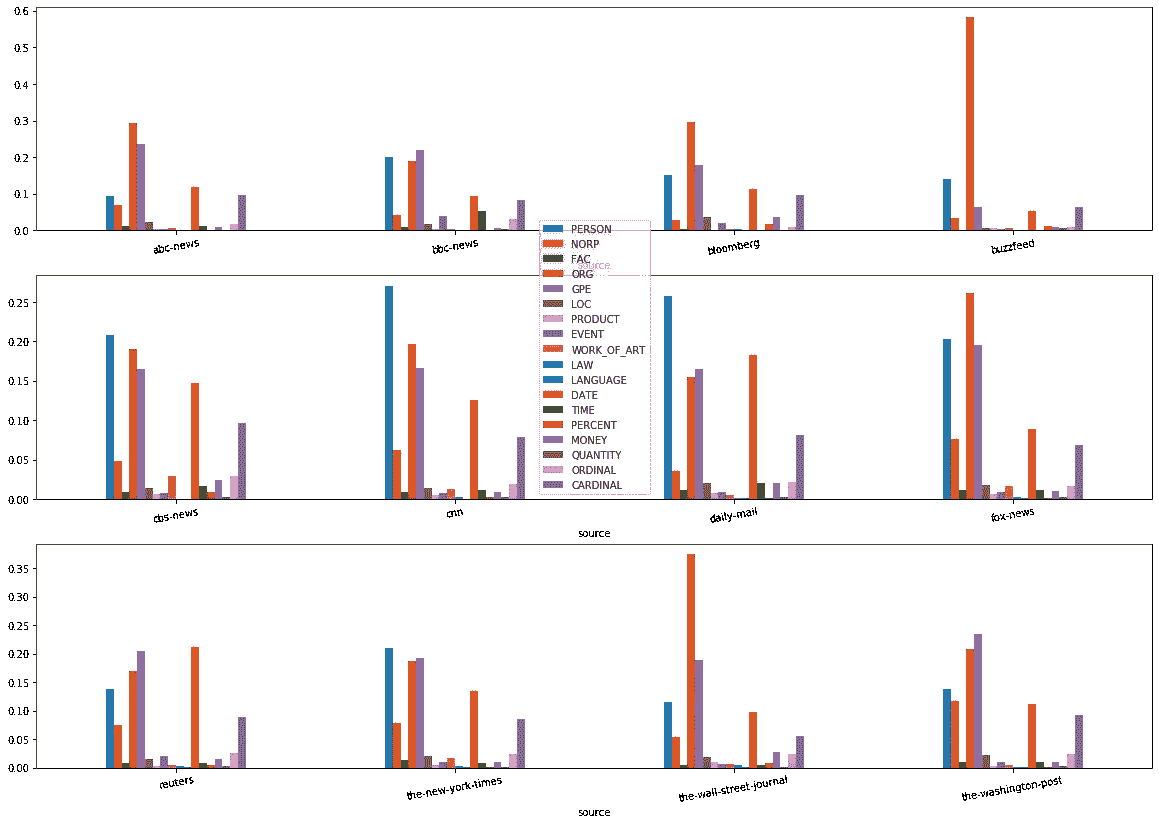 0.6
0.5
0.4
0.3
0.2
0.1
0.0
abc-news
bbc-news
bloomberg
buzzfeed
source
PERSON
NORP
FAC
ORG
GPE
LOC
PRODUCT
EVENT
WORK_OF_ART
LAW
LANGUAGE
DATE
TIME
PERCENT
MONEY
QUANTITY
ORDINAL
CARDINAL
0.25
0.20
0.15
0.10
0.05
0.00
cbs-news
cnn
daily-mail
fox-news
source
0.35
0.30
0.25
0.20
0.15
0.10
0.05
0.00
reuters
the-new-york-times
the-wall-street-journal
the-washington-post
source